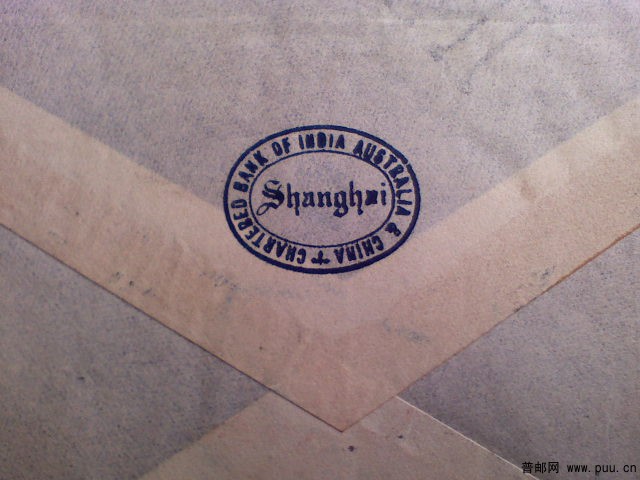 CHARTERED BANK OF INDIA AUSTRALIA & CHINA
Shanghai
普邮网 www.puu.cn